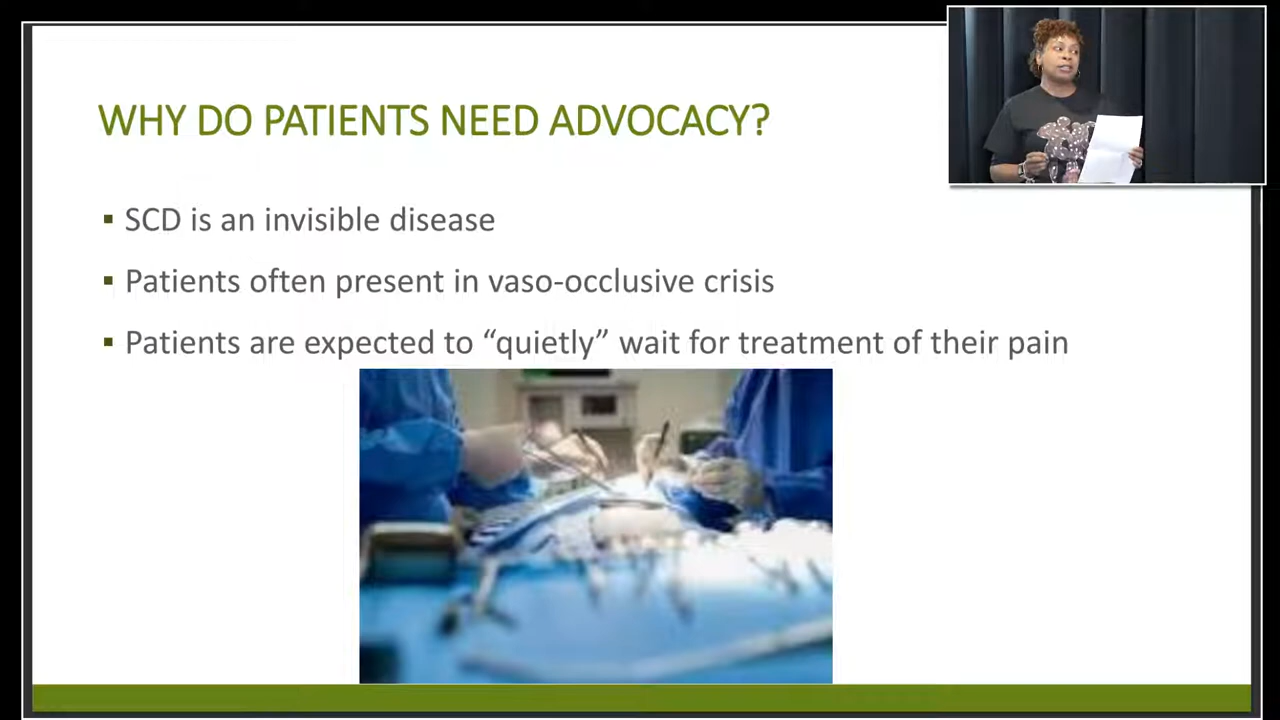 WHY DO PATIENTS NEED ADVOCACY?
SCD is an invisible disease
Patients often present in vaso-occlusive crisis
Patients are expected to “quietly” wait for treatment of their pain